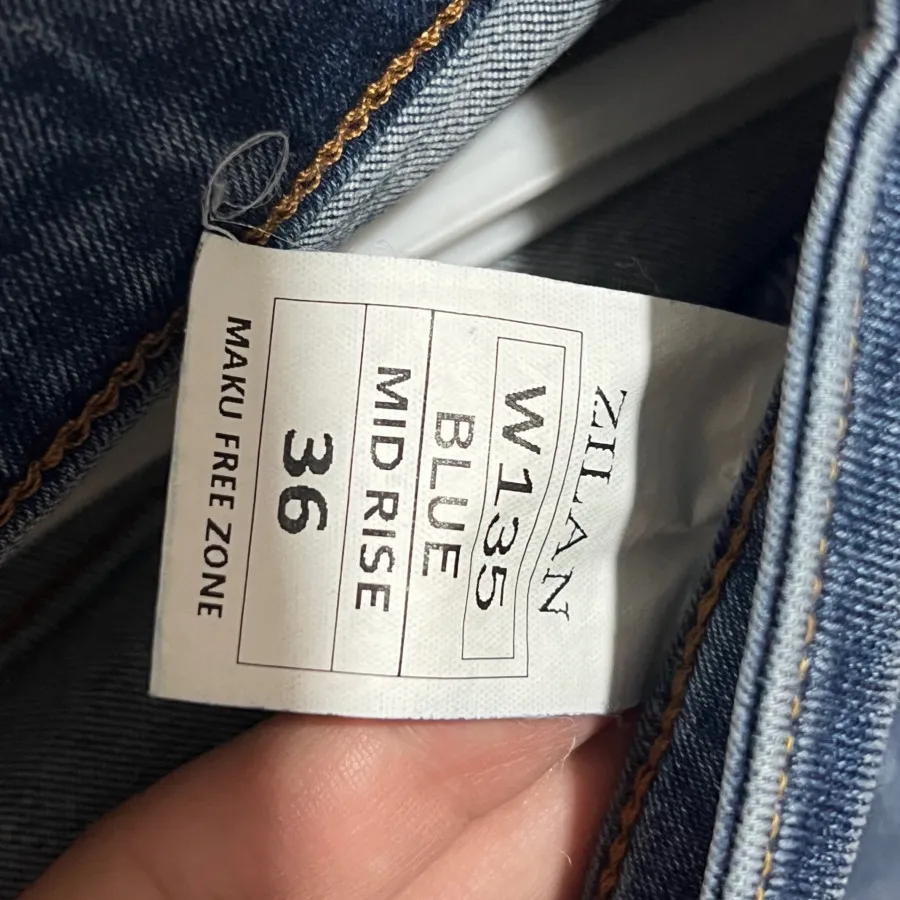 ZILAN
W135
BLUE
MID RISE
36
MAKU FREE ZONE